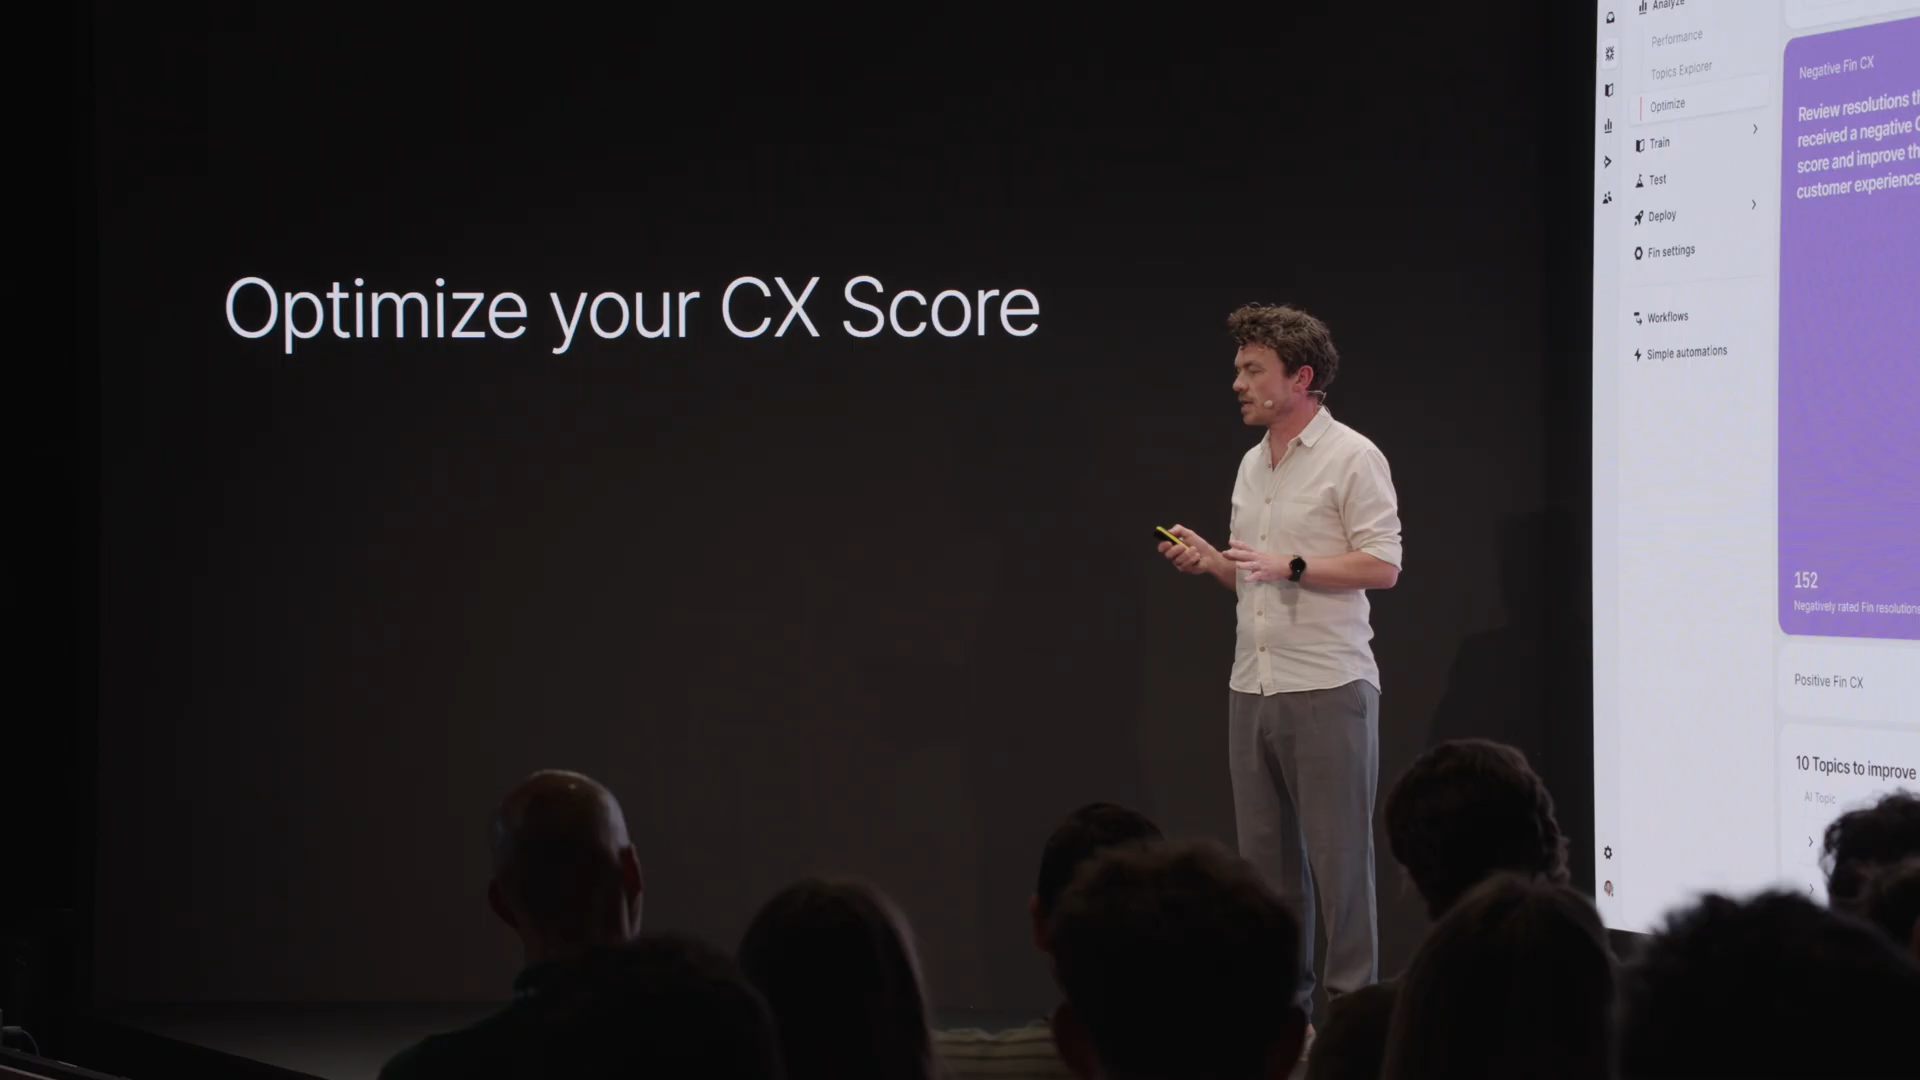 Optimize your CX Score
Analyze
Performance
Topics Explorer
Optimize
Train
Test
Deploy
Fin settings
Workflows
Simple automations
Negative Fin CX
Review resolutions
received a negative
score and improve
customer experience
152
Negatively rated Fin resolutions
Positive Fin CX
10 Topics to improve
AI Topic